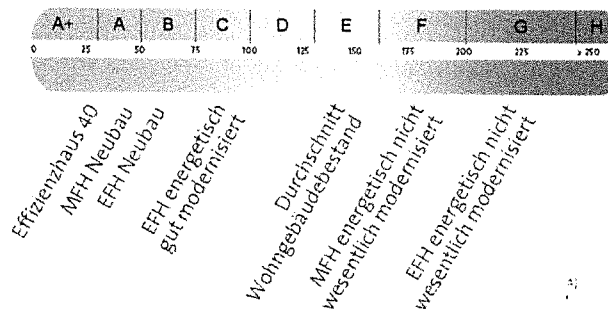 A+ A B C D E F G H
0 25 50 75 100 125 150 175 200 225 > 250
Effizienzhaus 40
MFH Neubau
EFH Neubau
EFH energetisch
gut modernisiert
Durchschnitt
Wohngebäudebestand
MFH energetisch nicht
wesentlich modernisiert
EFH energetisch nicht
wesentlich modernisiert